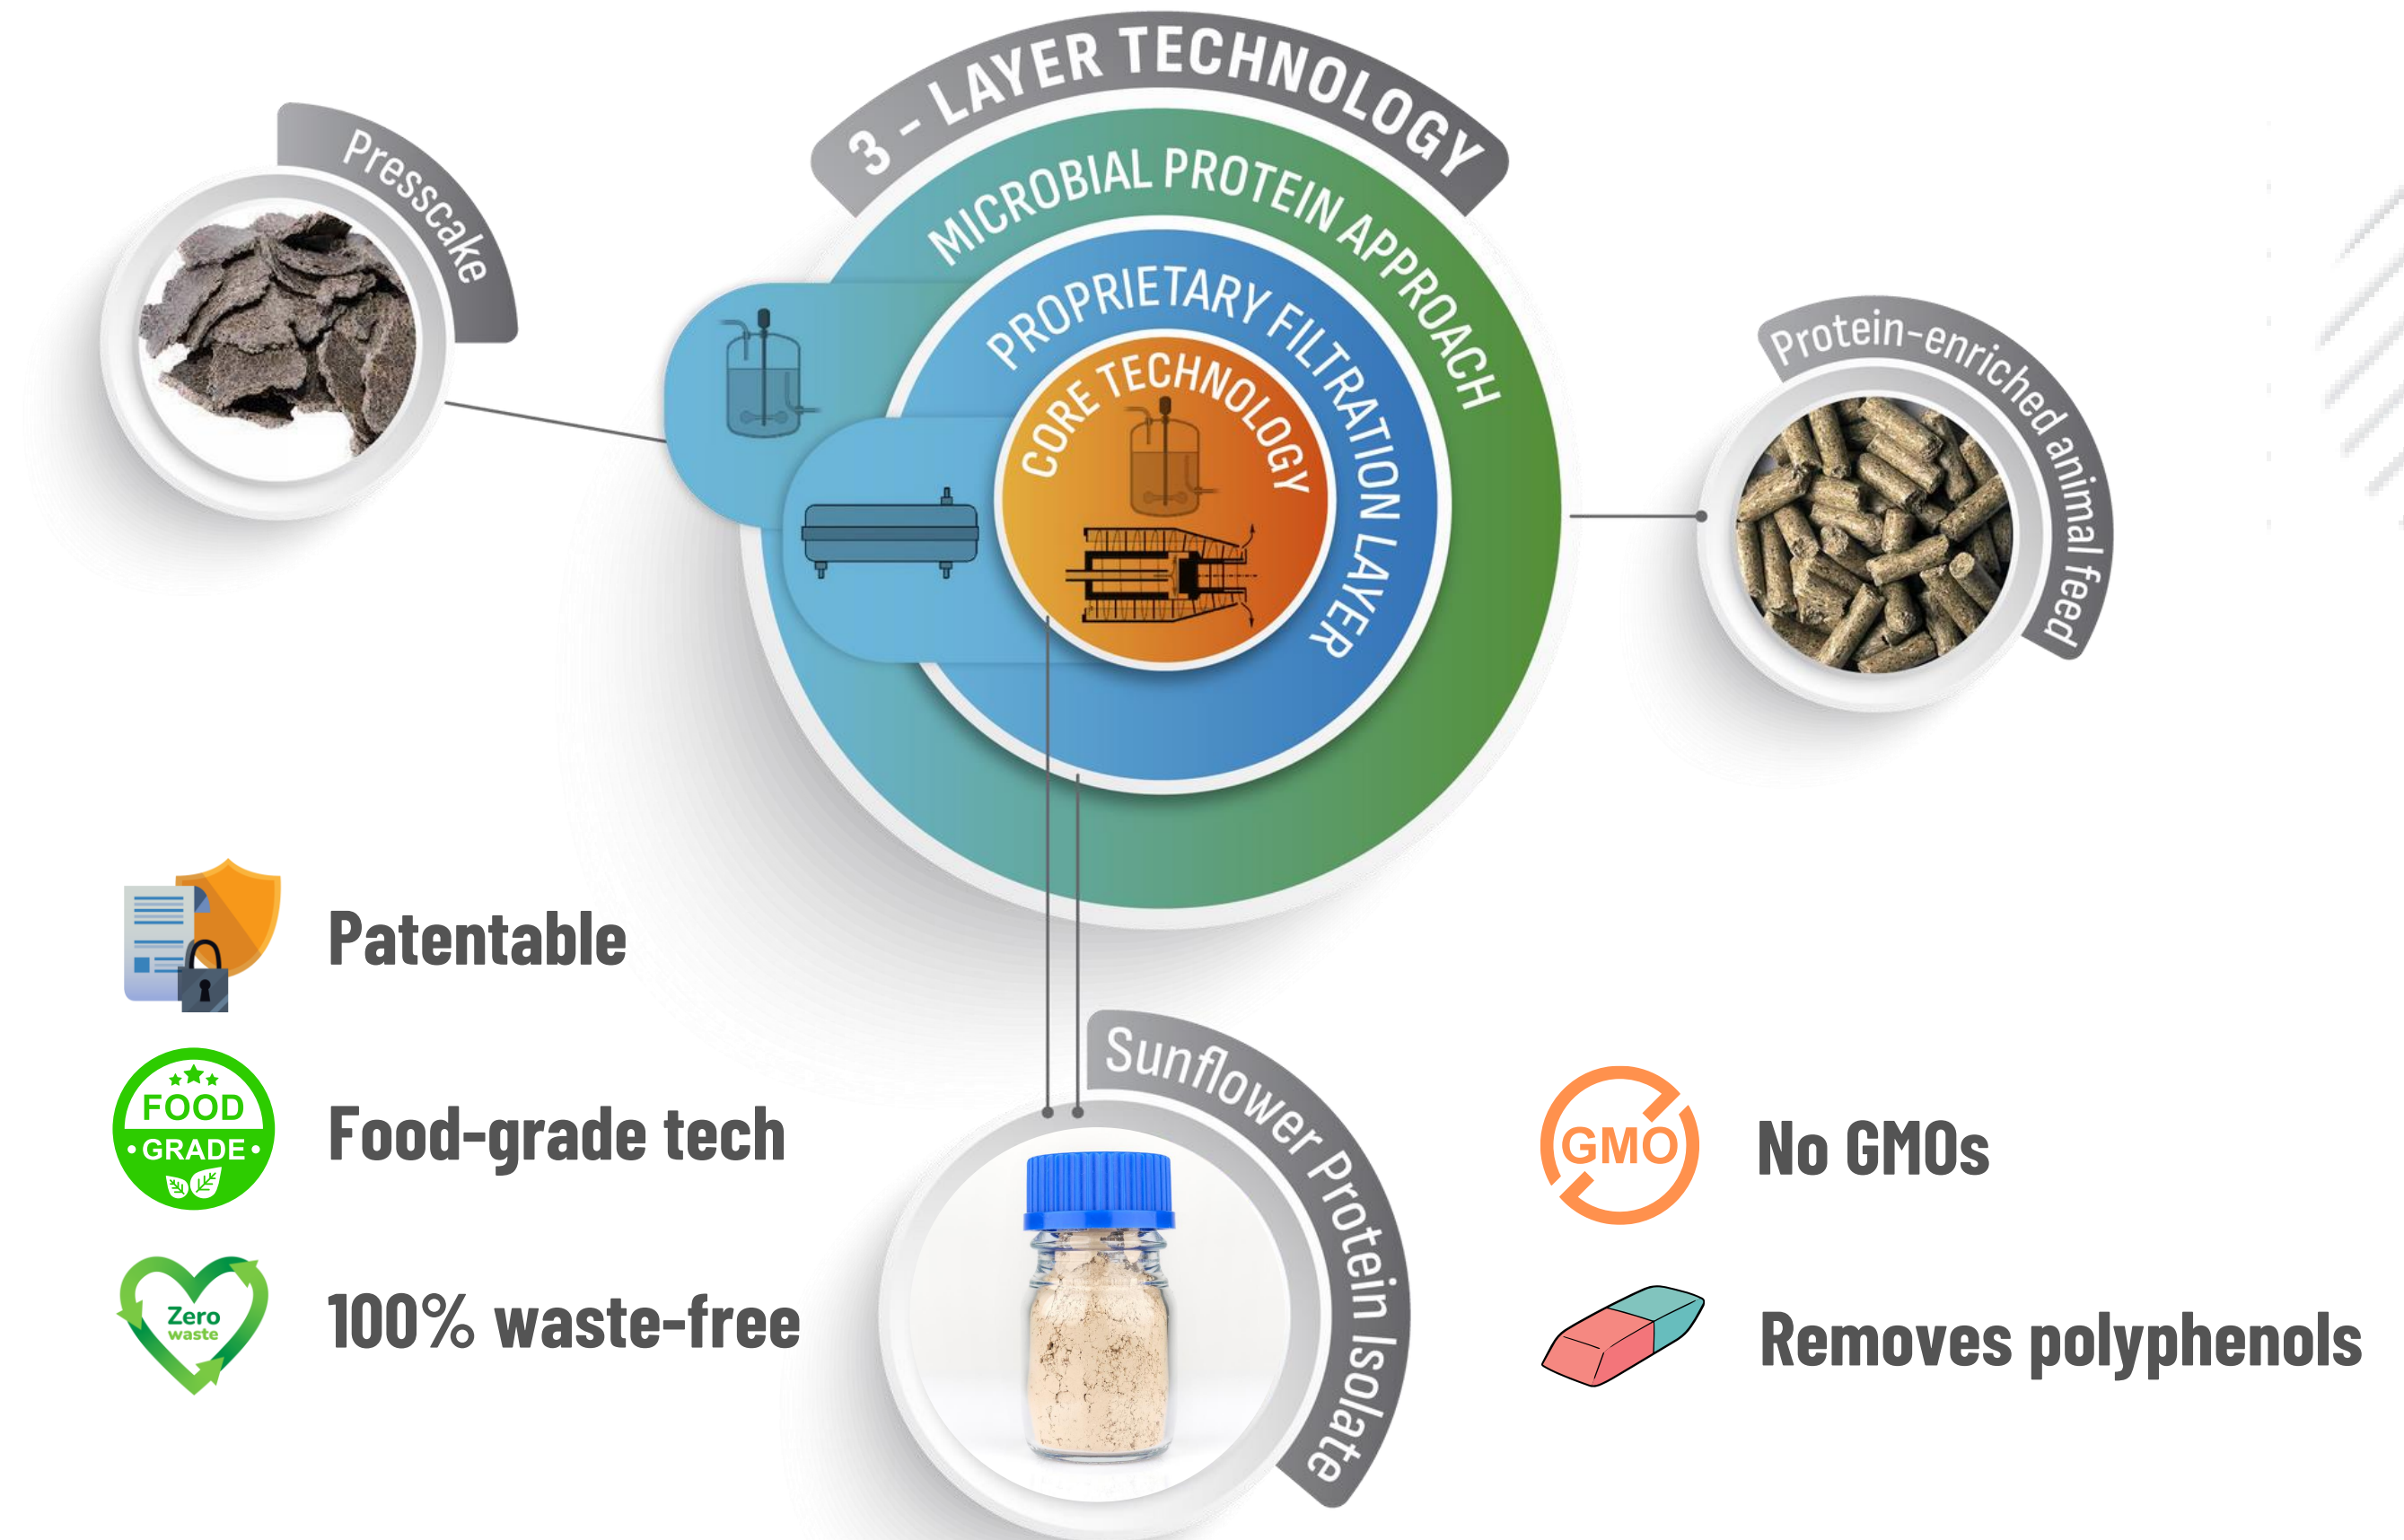 3 - LAYER TECHNOLOGY
Presscake
MICROBIAL PROTEIN APPROACH
PROPRIETARY FILTRATION LAYER
CORE TECHNOLOGY
Protein-enriched animal feed
Patentable
FOOD
GRADE
Food-grade tech
Zero
waste
100% waste-free
Sunflower Protein Isolate
GMO
No GMOs
Removes polyphenols